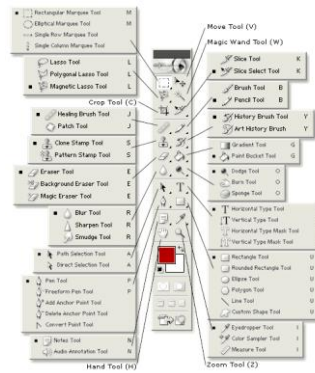 Rectangular Marquee Tool M
Elliptical Marquee Tool M
Single Row Marquee Tool
Single Column Marquee Tool
Move Tool (V)
Magic Wand Tool (W)
Lasso Tool L
Polygonal Lasso Tool L
Magnetic Lasso Tool L
Slice Tool K
Slice Select Tool K
Crop Tool (C)
Brush Tool B
Pencil Tool B
Healing Brush Tool J
Patch Tool J
History Brush Tool Y
Art History Brush Y
Clone Stamp Tool S
Pattern Stamp Tool S
Gradient Tool G
Paint Bucket Tool G
Eraser Tool E
Background Eraser Tool E
Magic Eraser Tool E
Dodge Tool O
Burn Tool O
Sponge Tool O
Blur Tool R
Sharpen Tool R
Smudge Tool R
Horizontal Type Tool T
Vertical Type Tool T
Horizontal Type Mask Tool T
Vertical Type Mask Tool T
Path Selection Tool A
Direct Selection Tool A
Rectangle Tool U
Rounded Rectangle Tool U
Ellipse Tool U
Polygon Tool U
Line Tool U
Custom Shape Tool U
Pen Tool P
Freeform Pen Tool P
Add Anchor Point Tool
Delete Anchor Point Tool
Convert Point Tool
Notes Tool N
Audio Annotation Tool N
Eyedropper Tool I
Color Sampler Tool I
Measure Tool I
Hand Tool (H)
Zoom Tool (Z)